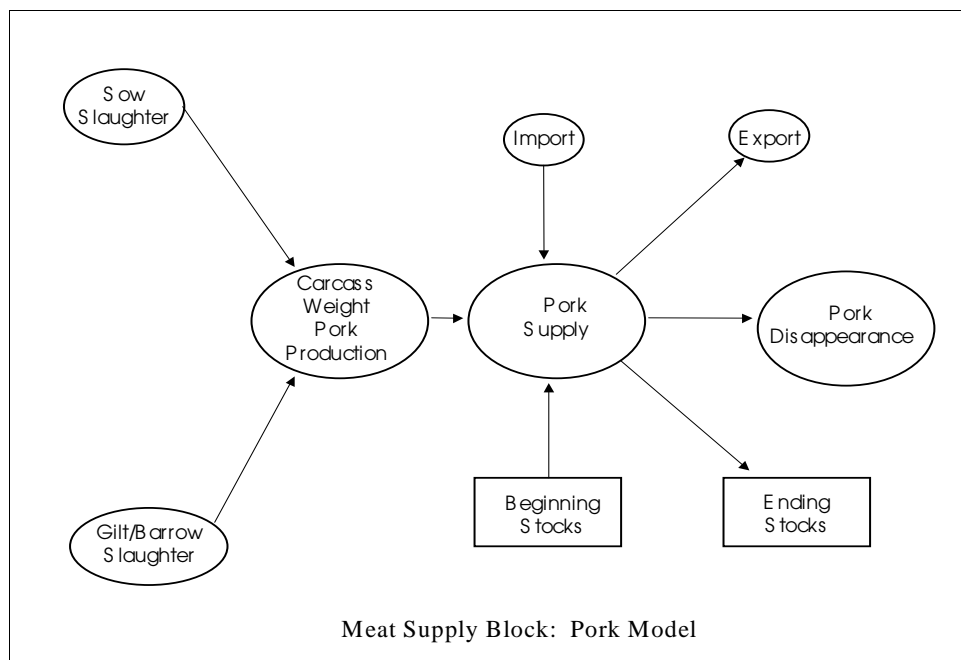 Sow
Slaughter
Import
Export
Carcass
Weight
Pork
Production
Pork
Supply
Pork
Disappearance
Beginning
Stocks
Ending
Stocks
Gilt/Barrow
Slaughter
Meat Supply Block: Pork Model